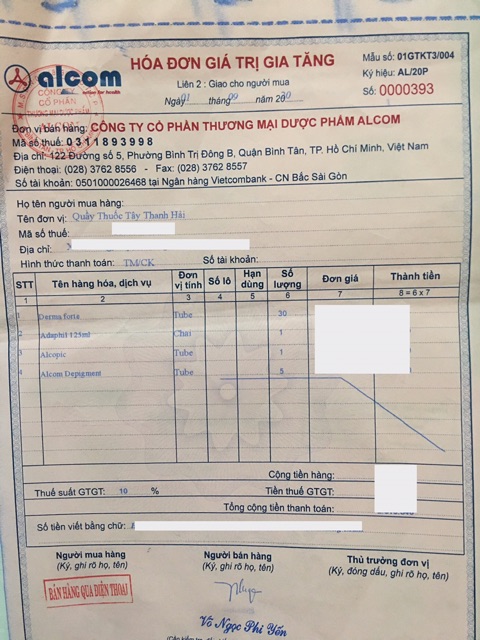 alcom
better for health
HÓA ĐƠN GIÁ TRỊ GIA TĂNG
Liên 2 : Giao cho người mua
Ngày 01 tháng 09 năm 2020
Mẫu số: 01GTKT3/004
Ký hiệu: AL/20P
Số: 0000393
CÔNG TY
CỔ PHẦN
THƯƠNG MẠI DƯỢC PHẨM
Đơn vị bán hàng: CÔNG TY CỔ PHẦN THƯƠNG MẠI DƯỢC PHẨM ALCOM
Mã số thuế: 0311893998
Địa chỉ: 122 Đường số 5, Phường Bình Trị Đông B, Quận Bình Tân, TP. Hồ Chí Minh, Việt Nam
Điện thoại: (028) 3762 8556 - Fax: (028) 3762 8557
Số tài khoản: 0501000026468 tại Ngân hàng Vietcombank - CN Bắc Sài Gòn
Họ tên người mua hàng:
Tên đơn vị: Quầy Thuốc Tây Thanh Hải
Mã số thuế:
Địa chỉ:
Hình thức thanh toán: TM/CK Số tài khoản:
STT Tên hàng hóa, dịch vụ Đơn vị tính Số lô Hạn dùng Số lượng Đơn giá Thành tiền
1 2 3 4 5 6 7 8 = 6 x 7
1 Derma forte Tube 30
2 Adaphil 125ml Chai 1
3 Alcopic Tube 1
4 Alcom Depigment Tube 5
Cộng tiền hàng:
Thuế suất GTGT: 10 % Tiền thuế GTGT:
Tổng cộng tiền thanh toán:
Số tiền viết bằng chữ:
Người mua hàng Người bán hàng Thủ trưởng đơn vị
(Ký, ghi rõ họ, tên) (Ký, ghi rõ họ, tên) (Ký, đóng dấu, ghi rõ họ, tên)
BÁN HÀNG QUA ĐIỆN THOẠI
Võ Ngọc Phi Yến